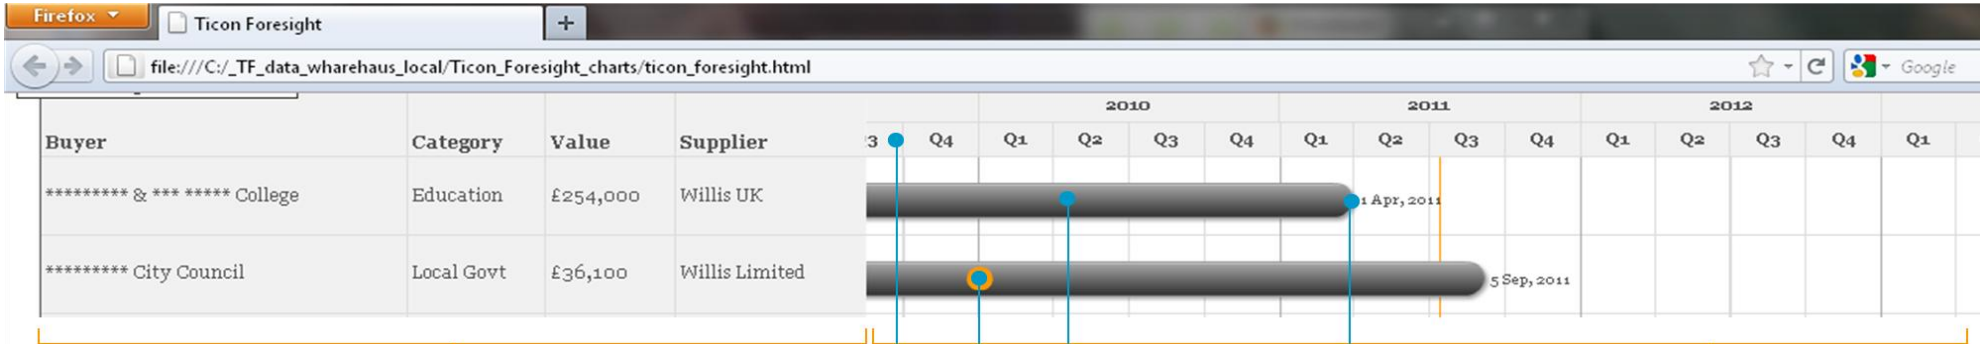 Firefox
Ticon Foresight
file:///C:/_TF_data_wharehaus_local/Ticon_Foresight_charts/ticon_foresight.html
Google
2010 2011 2012
Buyer Category Value Supplier 3 Q4 Q1 Q2 Q3 Q4 Q1 Q2 Q3 Q4 Q1 Q2 Q3 Q4 Q1
********* & *** ***** College Education £254,000 Willis UK 1 Apr, 2011
********* City Council Local Govt £36,100 Willis Limited 5 Sep, 2011